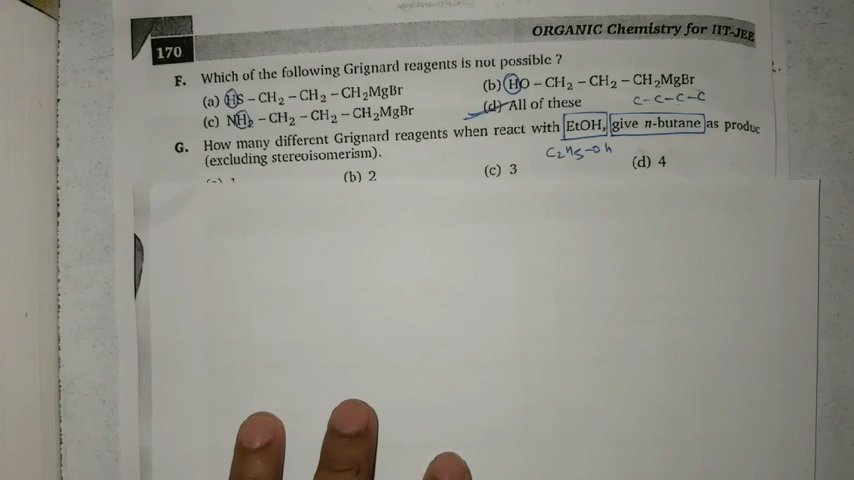 170
ORGANIC Chemistry for IIT-JEE
F. Which of the following Grignard reagents is not possible ?
(a) HS – CH₂ – CH₂ – CH₂MgBr (b) HO – CH₂ – CH₂ – CH₂MgBr
(c) NH₂ – CH₂ – CH₂ – CH₂MgBr (d) All of these
C-C-C-C
G. How many different Grignard reagents when react with EtOH, give n-butane as produc
(excluding stereoisomerism).
C₂H₅-OH
(b) 2 (c) 3 (d) 4